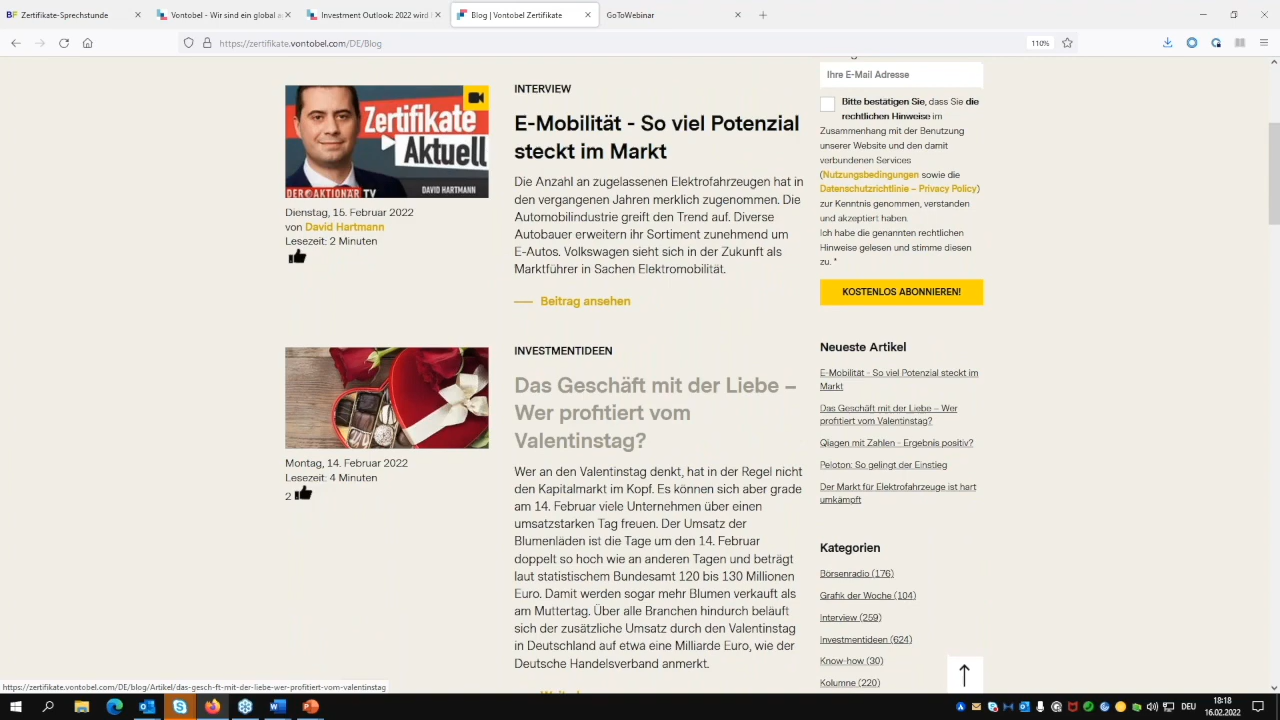 Bİ Zertifikate-Sprechstunde
Vontobel - Wir sind ein global a
Investment Outlook: 2022 wird
Blog | Vontobel Zertifikate
GoToWebinar
https://zertifikate.vontobel.com/DE/Blog
110%
Zertifikate
Aktuell
DER AKTIONÄR TV
DAVID HARTMANN
Dienstag, 15. Februar 2022
von David Hartmann
Lesezeit: 2 Minuten
INTERVIEW
E-Mobilität - So viel Potenzial
steckt im Markt
Die Anzahl an zugelassenen Elektrofahrzeugen hat in
den vergangenen Jahren merklich zugenommen. Die
Automobilindustrie greift den Trend auf. Diverse
Autobauer erweitern ihr Sortiment zunehmend um
E-Autos. Volkswagen sieht sich in der Zukunft als
Marktführer in Sachen Elektromobilität.
Beitrag ansehen
Montag, 14. Februar 2022
Lesezeit: 4 Minuten
2
INVESTMENTIDEEN
Das Geschäft mit der Liebe –
Wer profitiert vom
Valentinstag?
Wer an den Valentinstag denkt, hat in der Regel nicht
den Kapitalmarkt im Kopf. Es können sich aber grade
am 14. Februar viele Unternehmen über einen
umsatzstarken Tag freuen. Der Umsatz der
Blumenläden ist die Tage um den 14. Februar
doppelt so hoch wie an anderen Tagen und beträgt
laut statistischem Bundesamt 120 bis 130 Millionen
Euro. Damit werden sogar mehr Blumen verkauft als
am Muttertag. Über alle Branchen hindurch beläuft
sich der zusätzliche Umsatz durch den Valentinstag
in Deutschland auf etwa eine Milliarde Euro, wie der
Deutsche Handelsverband anmerkt.
Ihre E-Mail Adresse
Bitte bestätigen Sie, dass Sie die
rechtlichen Hinweise im
Zusammenhang mit der Benutzung
unserer Website und den damit
verbundenen Services
(Nutzungsbedingungen sowie die
Datenschutzrichtlinie – Privacy Policy)
zur Kenntnis genommen, verstanden
und akzeptiert haben.
Ich habe die genannten rechtlichen
Hinweise gelesen und stimme diesen
zu. *
KOSTENLOS ABONNIEREN!
Neueste Artikel
E-Mobilität - So viel Potenzial steckt im
Markt
Das Geschäft mit der Liebe – Wer
profitiert vom Valentinstag?
Qiagen mit Zahlen - Ergebnis positiv?
Peloton: So gelingt der Einstieg
Der Markt für Elektrofahrzeuge ist hart
umkämpft
Kategorien
Börsenradio (176)
Grafik der Woche (104)
Interview (259)
Investmentideen (624)
Know-how (30)
Kolumne (220)
https://zertifikate.vontobel.com/DE/blog/Artikel/das-gesch-ft-mit-der-liebe-wer-profitiert-vom-valentinstag
DEU
18:18
16.02.2022